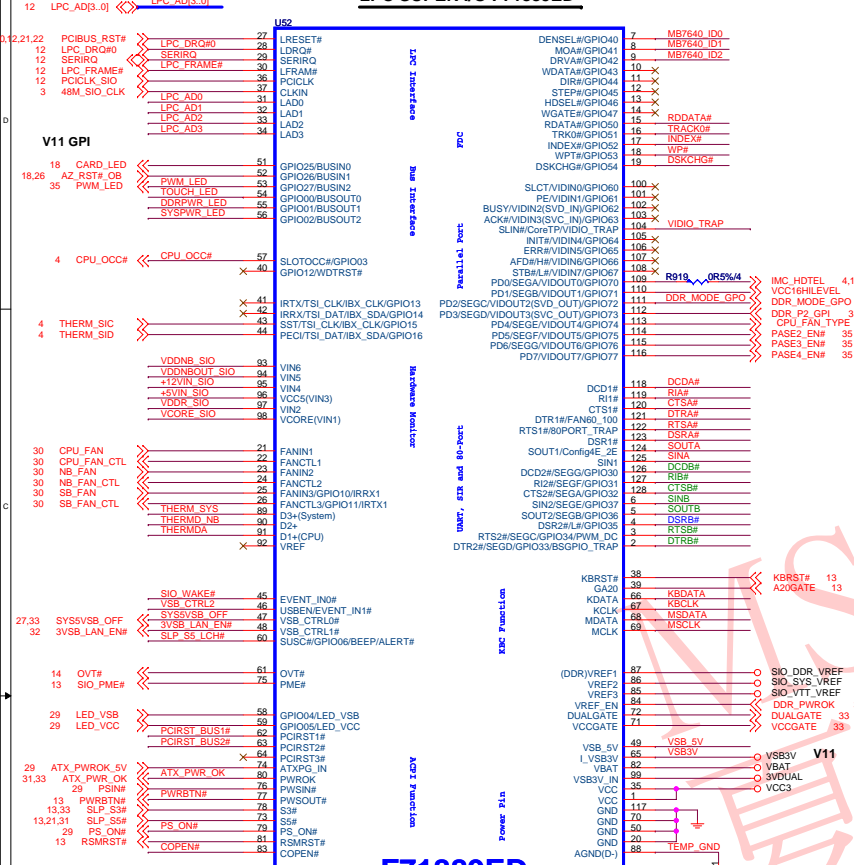 12 LPC_AD[3..0] LPC_AD[3..0]
U52
0,12,21,22 PCIBUS_RST# 27 LRESET#
12 LPC_DRQ#0 LPC_DRQ#0 28 LDRQ#
12 SERIRQ SERIRQ 29 SERIRQ
12 LPC_FRAME# LPC_FRAME# 30 LFRAM#
12 PCICLK_SIO 36 PCICLK
3 48M_SIO_CLK 37 CLKIN
LPC_AD0 31 LAD0
LPC_AD1 32 LAD1
LPC_AD2 33 LAD2
LPC_AD3 34 LAD3
D
V11 GPI
18 CARD_LED 51 GPIO25/BUSIN0
18,26 AZ_RST#_OB 52 GPIO26/BUSIN1
35 PWM_LED PWM_LED 53 GPIO27/BUSIN2
TOUCH_LED 54 GPIO00BUSOUT0
DDRPWR_LED 55 GPIO01/BUSOUT1
SYSPWR_LED 56 GPIO02/BUSOUT2
4 CPU_OCC# CPU_OCC# 57 SLOTOCC#/GPIO03
40 GPIO12/WDTRST#
41 IRTX/TSI_CLK/IBX_CLK/GPIO13
42 IRRX/TSI_DAT/IBX_SDA/GPIO14
4 THERM_SIC 43 SST/TSI_CLK/IBX_CLK/GPIO15
4 THERM_SID 44 PECI/TSI_DAT/IBX_SDA/GPIO16
VDDNB_SIO 93 VIN6
VDDNBOUT_SIO 94 VIN5
+12VIN_SIO 95 VIN4
+5VIN_SIO 96 VCC5(VIN3)
VDDR_SIO 97 VIN2
VCORE_SIO 98 VCORE(VIN1)
30 CPU_FAN 21 FANIN1
30 CPU_FAN_CTL 22 FANCTL1
30 NB_FAN 23 FANIN2
30 NB_FAN_CTL 24 FANCTL2
30 SB_FAN 25 FANIN3/GPIO10/IRRX1
30 SB_FAN_CTL 26 FANCTL3/GPIO11/IRTX1
C
THERM_SYS 89 D3+(System)
THERMD_NB 90 D2+
THERMDA 91 D1+(CPU)
92 VREF
SIO_WAKE# 45 EVENT_IN0#
VSB_CTRL2 46 USBEN/EVENT_IN1#
27,33 SYS5VSB_OFF SYS5VSB_OFF 47 VSB_CTRL0#
32 3VSB_LAN_EN# 3VSB_LAN_EN# 48 VSB_CTRL1#
SLP_S5_LCH# 60 SUSC#/GPIO06/BEEP/ALERT#
14 OVT# 61 OVT#
13 SIO_PME# 75 PME#
29 LED_VSB 58 GPIO04/LED_VSB
29 LED_VCC 59 GPIO05/LED_VCC
PCIRST_BUS1# 62 PCIRST1#
PCIRST_BUS2# 63 PCIRST2#
64 PCIRST3#
29 ATX_PWROK_5V 74 ATXPG_IN
31,33 ATX_PWR_OK ATX_PWR_OK 80 PWROK
29 PSIN# 76 PWSIN#
13 PWRBTN# PWRBTN# 77 PWSOUT#
13,33 SLP_S3# 78 S3#
13,21,31 SLP_S5# 73 S5#
29 PS_ON# PS_ON# 79 PS_ON#
13 RSMRST# 81 RSMRST#
COPEN# 83 COPEN#
LPC Interface
Bus Interface
Hardware Monitor
ACPI Function
FDC
Parallel Port
UART, SIR and 80-Port
KBC Function
Power Pin
DENSEL#/GPIO40 7 MB7640_ID0
MOA#/GPIO41 8 MB7640_ID1
DRVA#/GPIO42 9 MB7640_ID2
WDATA#/GPIO43 10
DIR#/GPIO44 11
STEP#/GPIO45 12
HDSEL#/GPIO46 13
WGATE#/GPIO47 14
RDATA#/GPIO50 15 RDDATA#
TRK0#/GPIO51 16 TRACK0#
INDEX#/GPIO52 17 INDEX#
WPT#/GPIO53 18 WP#
DSKCHG#/GPIO54 19 DSKCHG#
SLCT/VIDIN0/GPIO60 100
PE/VIDIN1/GPIO61 101
BUSY/VIDIN2(SVD_IN)/GPIO62 102
ACK#/VIDIN3(SVC_IN)/GPIO63 103
SLIN#/CoreTP/VIDIO_TRAP 104 VIDIO_TRAP
INIT#/VIDIN4/GPIO64 105
ERR#/VIDIN5/GPIO65 106
AFD#/H#/VIDIN6/GPIO66 107
STB#/L#/VIDIN7/GPIO67 108
PD0/SEGA/VIDOUT0/GPIO70 109 R919 0R5%/4 IMC_HDTEL
PD1/SEGB/VIDOUT1/GPIO71 110 VCC16HILEVEL
PD2/SEGC/VIDOUT2(SVD_OUT)/GPIO72 111 DDR_MODE_GPO DDR_MODE_GPO
PD3/SEGD/VIDOUT3(SVC_OUT)/GPIO73 112 DDR_P2_GPI
PD4/SEGE/VIDOUT4/GPIO74 113 CPU_FAN_TYPE
PD5/SEGF/VIDOUT5/GPIO75 114 PASE2_EN# 35
PD6/SEGG/VIDOUT6/GPIO76 115 PASE3_EN# 35
PD7/VIDOUT7/GPIO77 116 PASE4_EN# 35
DCD1# 118 DCDA#
RI1# 119 RIA#
CTS1# 120 CTSA#
DTR1#/FAN60_100 121 DTRA#
RTS1#/80PORT_TRAP 122 RTSA#
DSR1# 123 DSRA#
SOUT1/Config4E_2E 124 SOUTA
SIN1 125 SINA
DCD2#/SEGG/GPIO30 126 DCDB#
RI2#/SEGF/GPIO31 127 RIB#
CTS2#/SEGA/GPIO32 128 CTSB#
SIN2/SEGE/GPIO37 6 SINB
SOUT2/SEGB/GPIO36 5 SOUTB
DSR2#/L#/GPIO35 4 DSRB#
RTS2#/SEGC/GPIO34/PWM_DC 3 RTSB#
DTR2#/SEGD/GPIO33/BSGPIO_TRAP 2 DTRB#
KBRST# 38 KBRST# 13
GA20 39 A20GATE 13
KDATA 66 KBDATA
KCLK 67 KBCLK
MDATA 68 MSDATA
MCLK 69 MSCLK
(DDR)VREF1 87 SIO_DDR_VREF
VREF2 86 SIO_SYS_VREF
VREF3 85 SIO_VTT_VREF
VREF_EN 84 DDR_PWROK
DUALGATE 72 DUALGATE 33
VCCGATE 71 VCCGATE 33
VSB_5V 49 VSB_5V
V11
I_VSB3V 65 VSB3V VSB3V
VBAT 82 VBAT
VSB3V_IN 99 3VDUAL
VCC 35 VCC3
VCC 1
GND 117
GND 70
GND 50
GND 20
AGND(D-) 88 TEMP_GND
MS